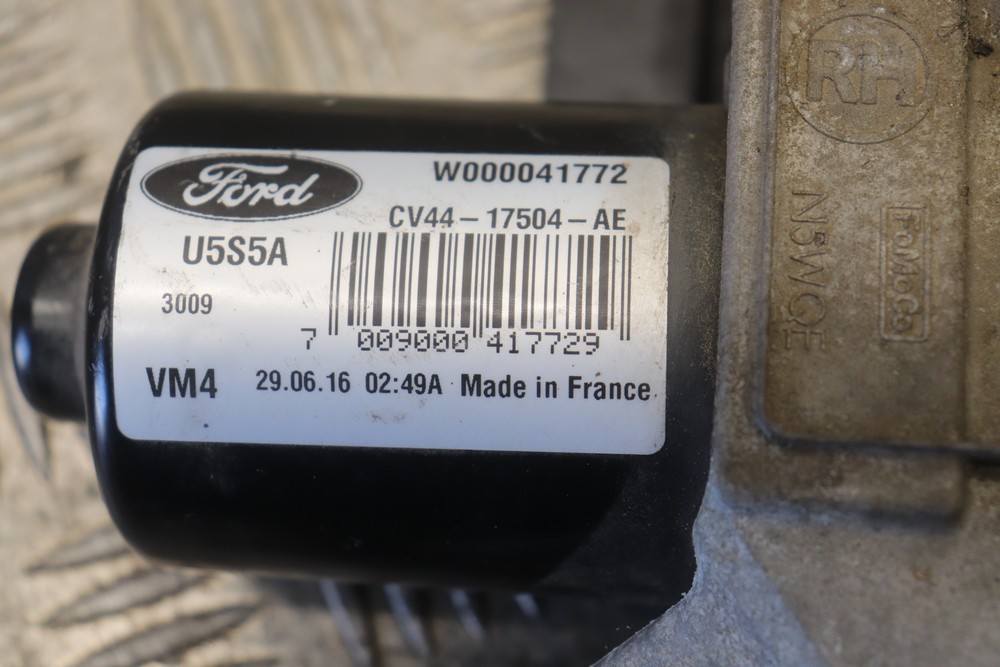 Ford
W000041772
CV44-17504-AE
U5S5A
3009
7 009000 417729
VM4 29.06.16 02:49A Made in France
RH
N5WOE
FoMoCo